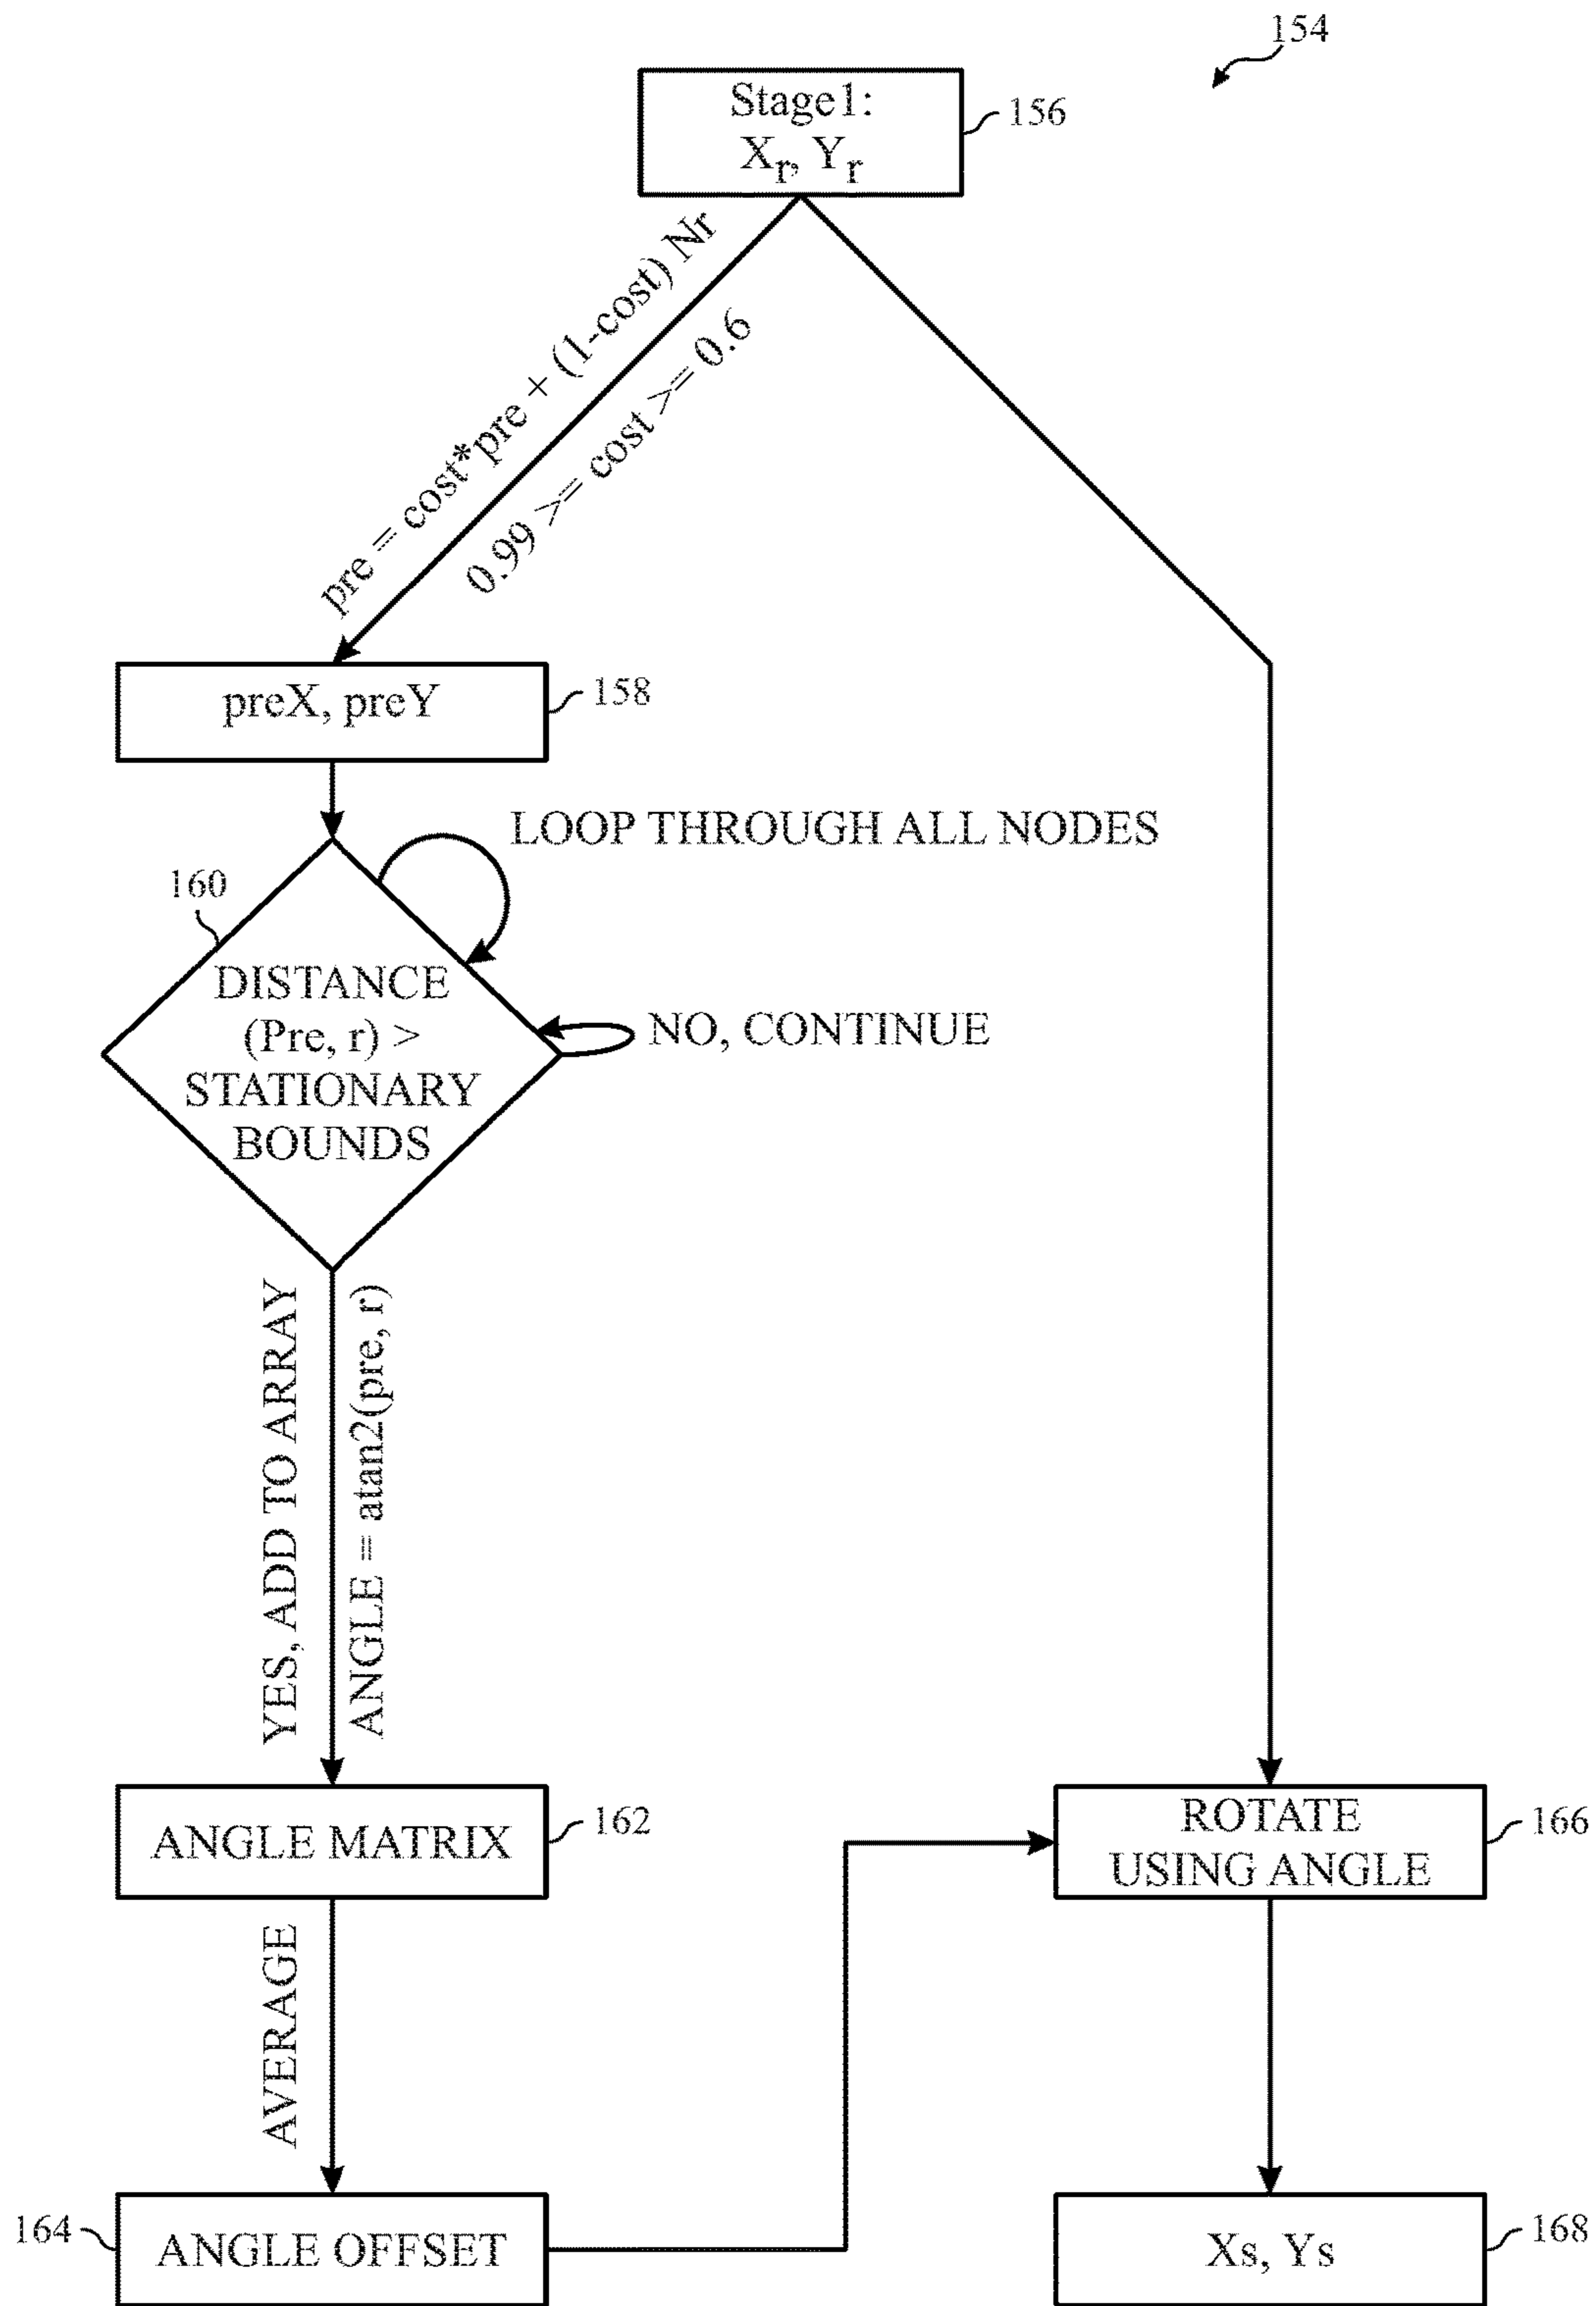 154
Stage1:
Xr, Yr
156
pre = cost*pre + (1-cost) Nr
0.99 >= cost >= 0.6
preX, preY
158
LOOP THROUGH ALL NODES
160
DISTANCE
(Pre, r) >
STATIONARY
BOUNDS
NO, CONTINUE
YES, ADD TO ARRAY
ANGLE = atan2(pre, r)
ANGLE MATRIX
162
ROTATE
USING ANGLE
166
AVERAGE
164
ANGLE OFFSET
Xs, Ys
168